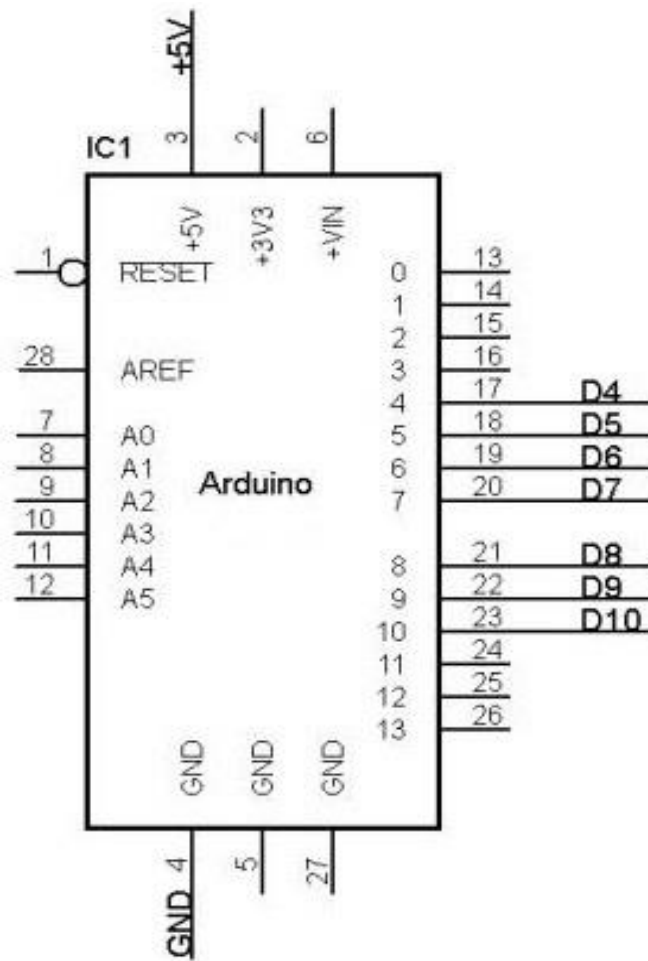 +5V
IC1
3 2 6
+5V +3V3 +VIN
1 RESET 0 13
1 14
2 15
28 AREF 3 16
4 17 D4
7 A0 5 18 D5
8 A1 6 19 D6
9 A2 Arduino 7 20 D7
10 A3
11 A4 8 21 D8
12 A5 9 22 D9
10 23 D10
11 24
12 25
13 26
GND GND GND
4 5 27
GND